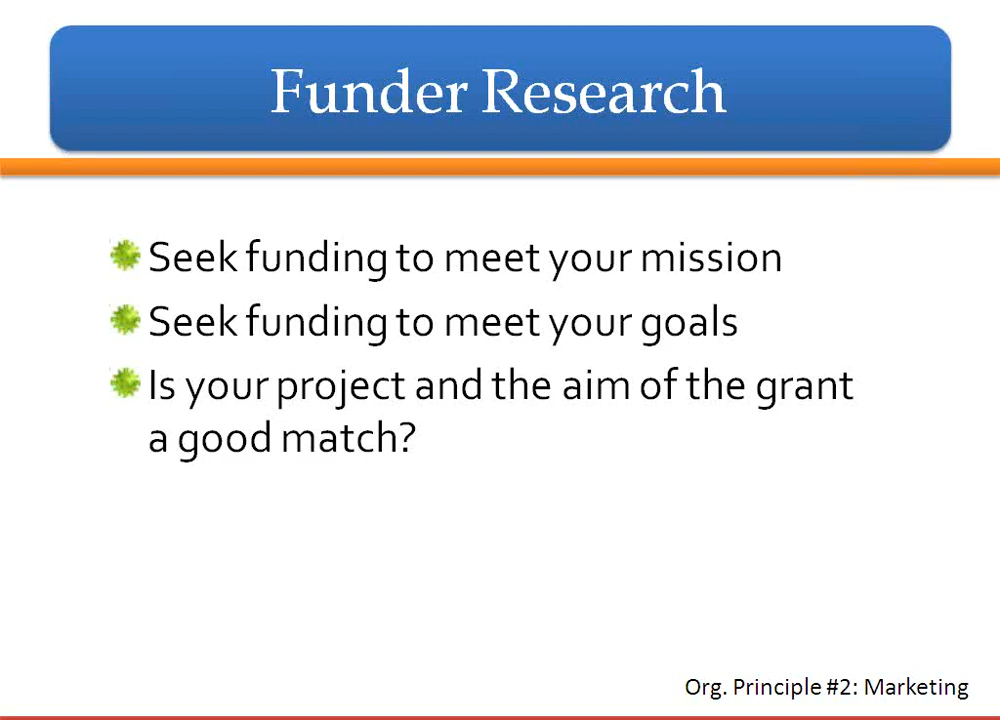 Funder Research
Seek funding to meet your mission
Seek funding to meet your goals
Is your project and the aim of the grant
a good match?
Org. Principle #2: Marketing